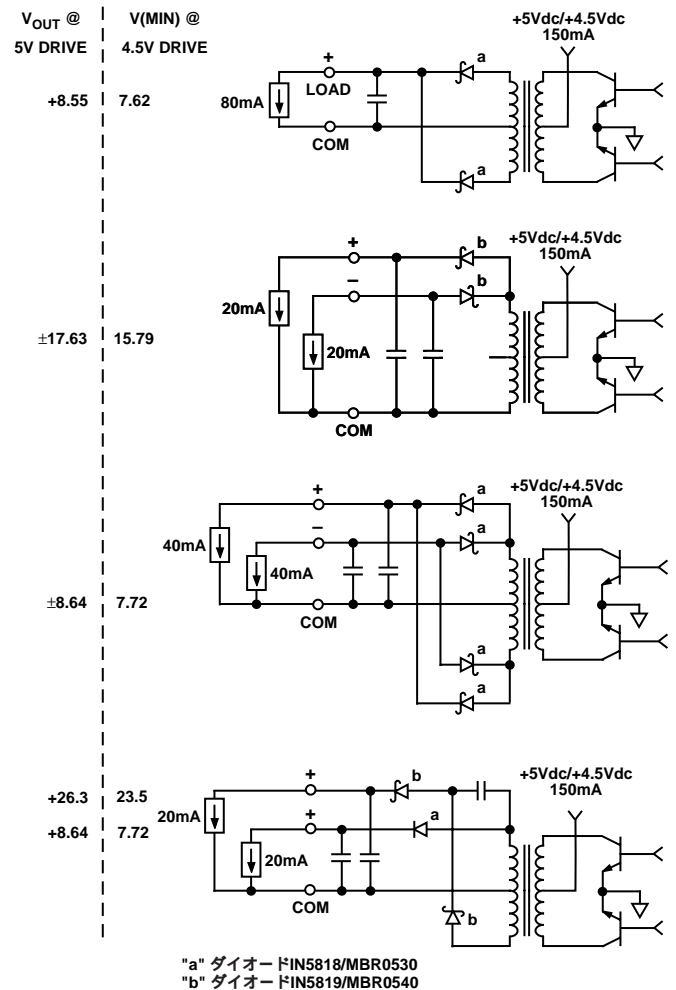 VOUT @ V(MIN) @
5V DRIVE 4.5V DRIVE
+5Vdc/+4.5Vdc
150mA
a
+
LOAD
+8.55 7.62
80mA
COM
a
+5Vdc/+4.5Vdc
150mA
+
b
−
b
20mA
±17.63 15.79
20mA
COM
+5Vdc/+4.5Vdc
150mA
+
a
−
a
40mA
40mA
±8.64 7.72
COM
a
a
+5Vdc/+4.5Vdc
150mA
+
b
+26.3 23.5
20mA
+
a
+8.64 7.72
20mA
COM
b
"a" ダイオードIN5818/MBR0530
"b" ダイオードIN5819/MBR0540